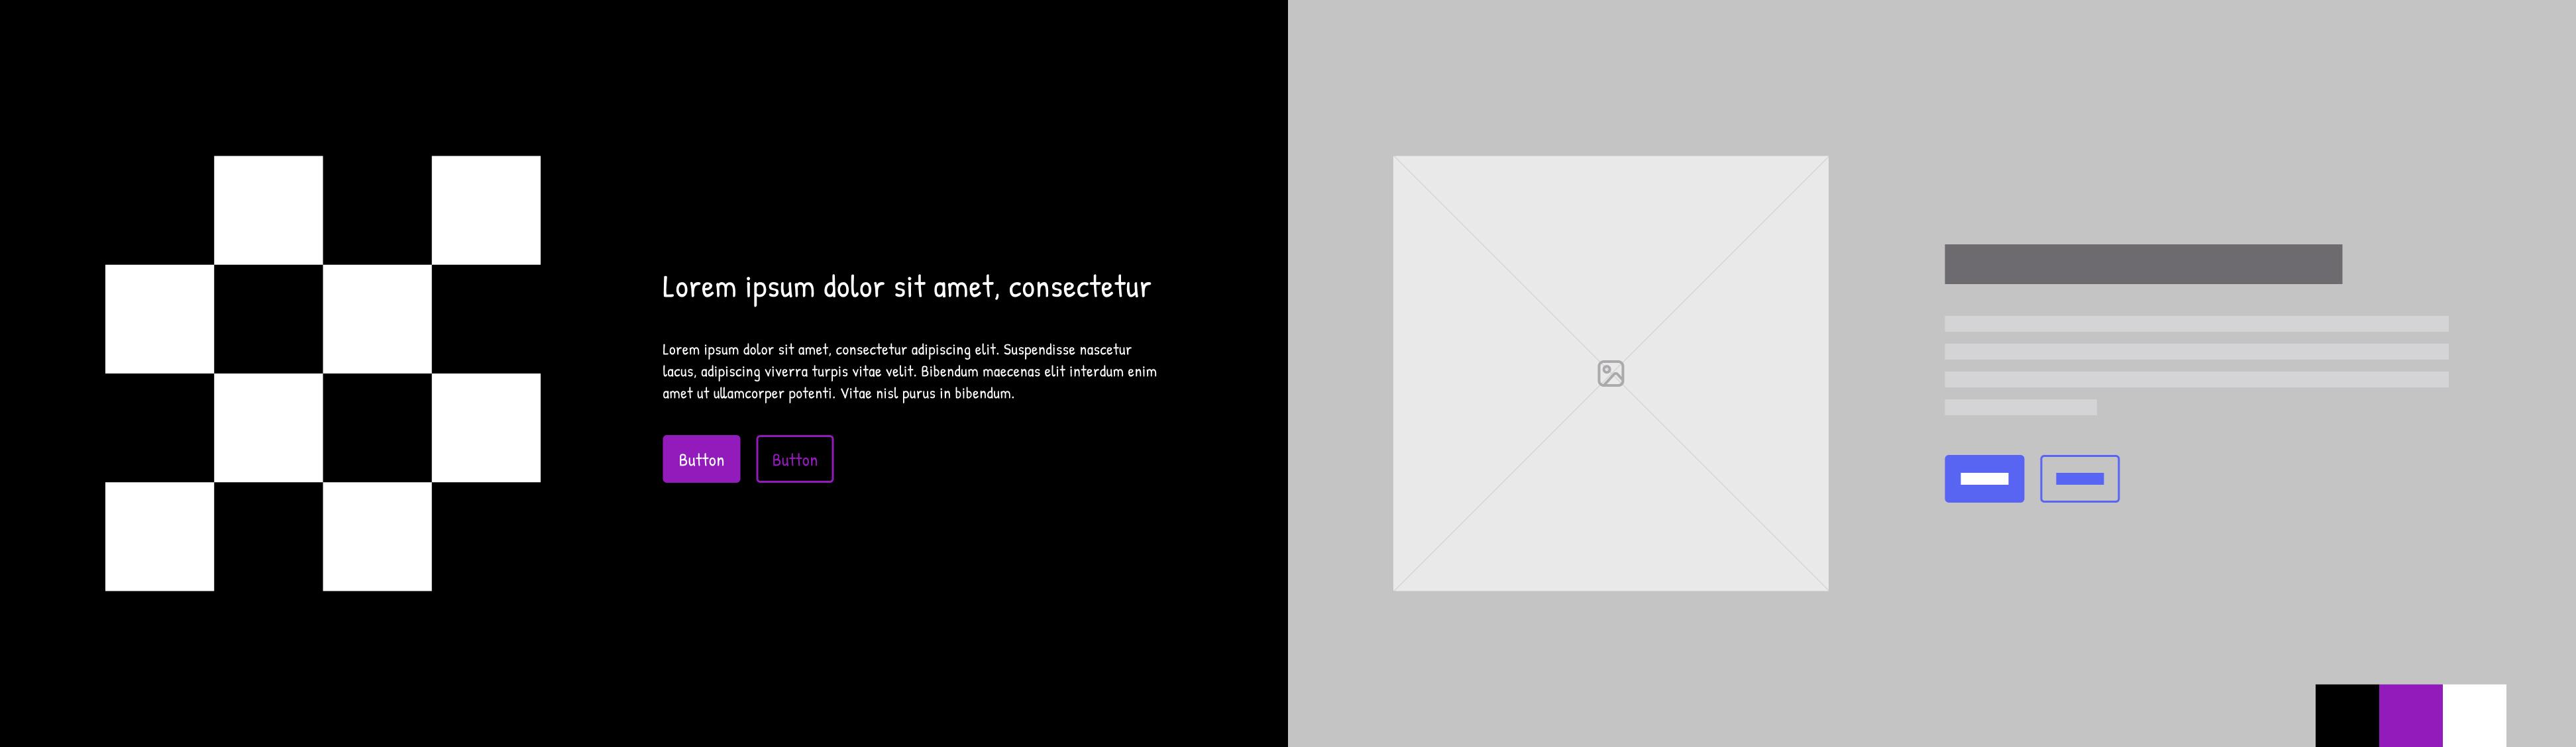 Lorem ipsum dolor sit amet, consectetur
Lorem ipsum dolor sit amet, consectetur adipiscing elit. Suspendisse nascetur
lacus, adipiscing viverra turpis vitae velit. Bibendum maecenas elit interdum enim
amet ut ullamcorper potenti. Vitae nisl purus in bibendum.
Button
Button